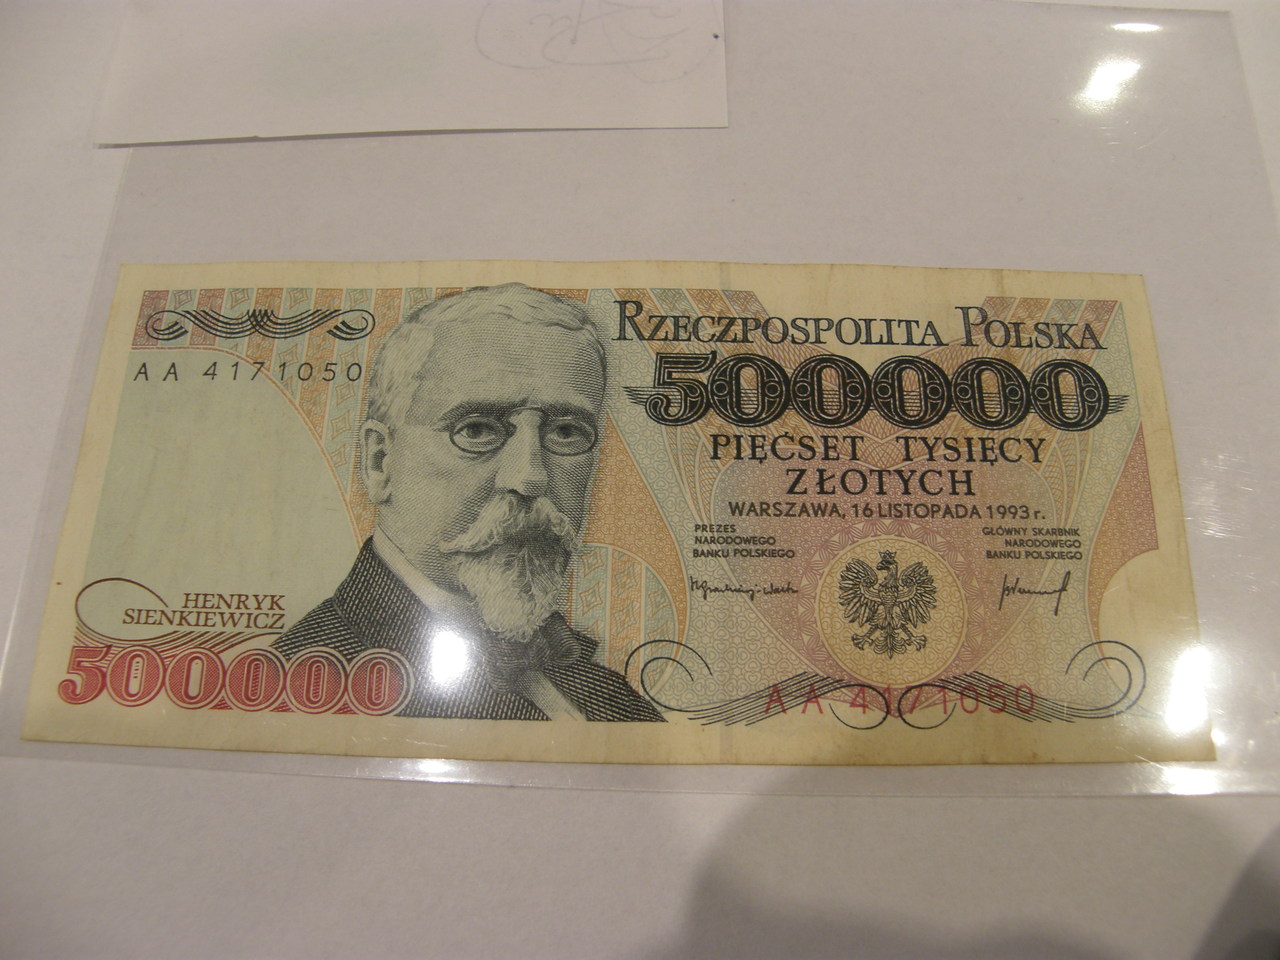 AA 4171050
RZECZPOSPOLITA POLSKA
500000
PIĘĆSET TYSIĘCY
ZŁOTYCH
WARSZAWA, 16 LISTOPADA 1993 r.
PREZES
NARODOWEGO
BANKU POLSKIEGO
GŁÓWNY SKARBNIK
NARODOWEGO
BANKU POLSKIEGO
HENRYK
SIENKIEWICZ
500000
AA 4171050